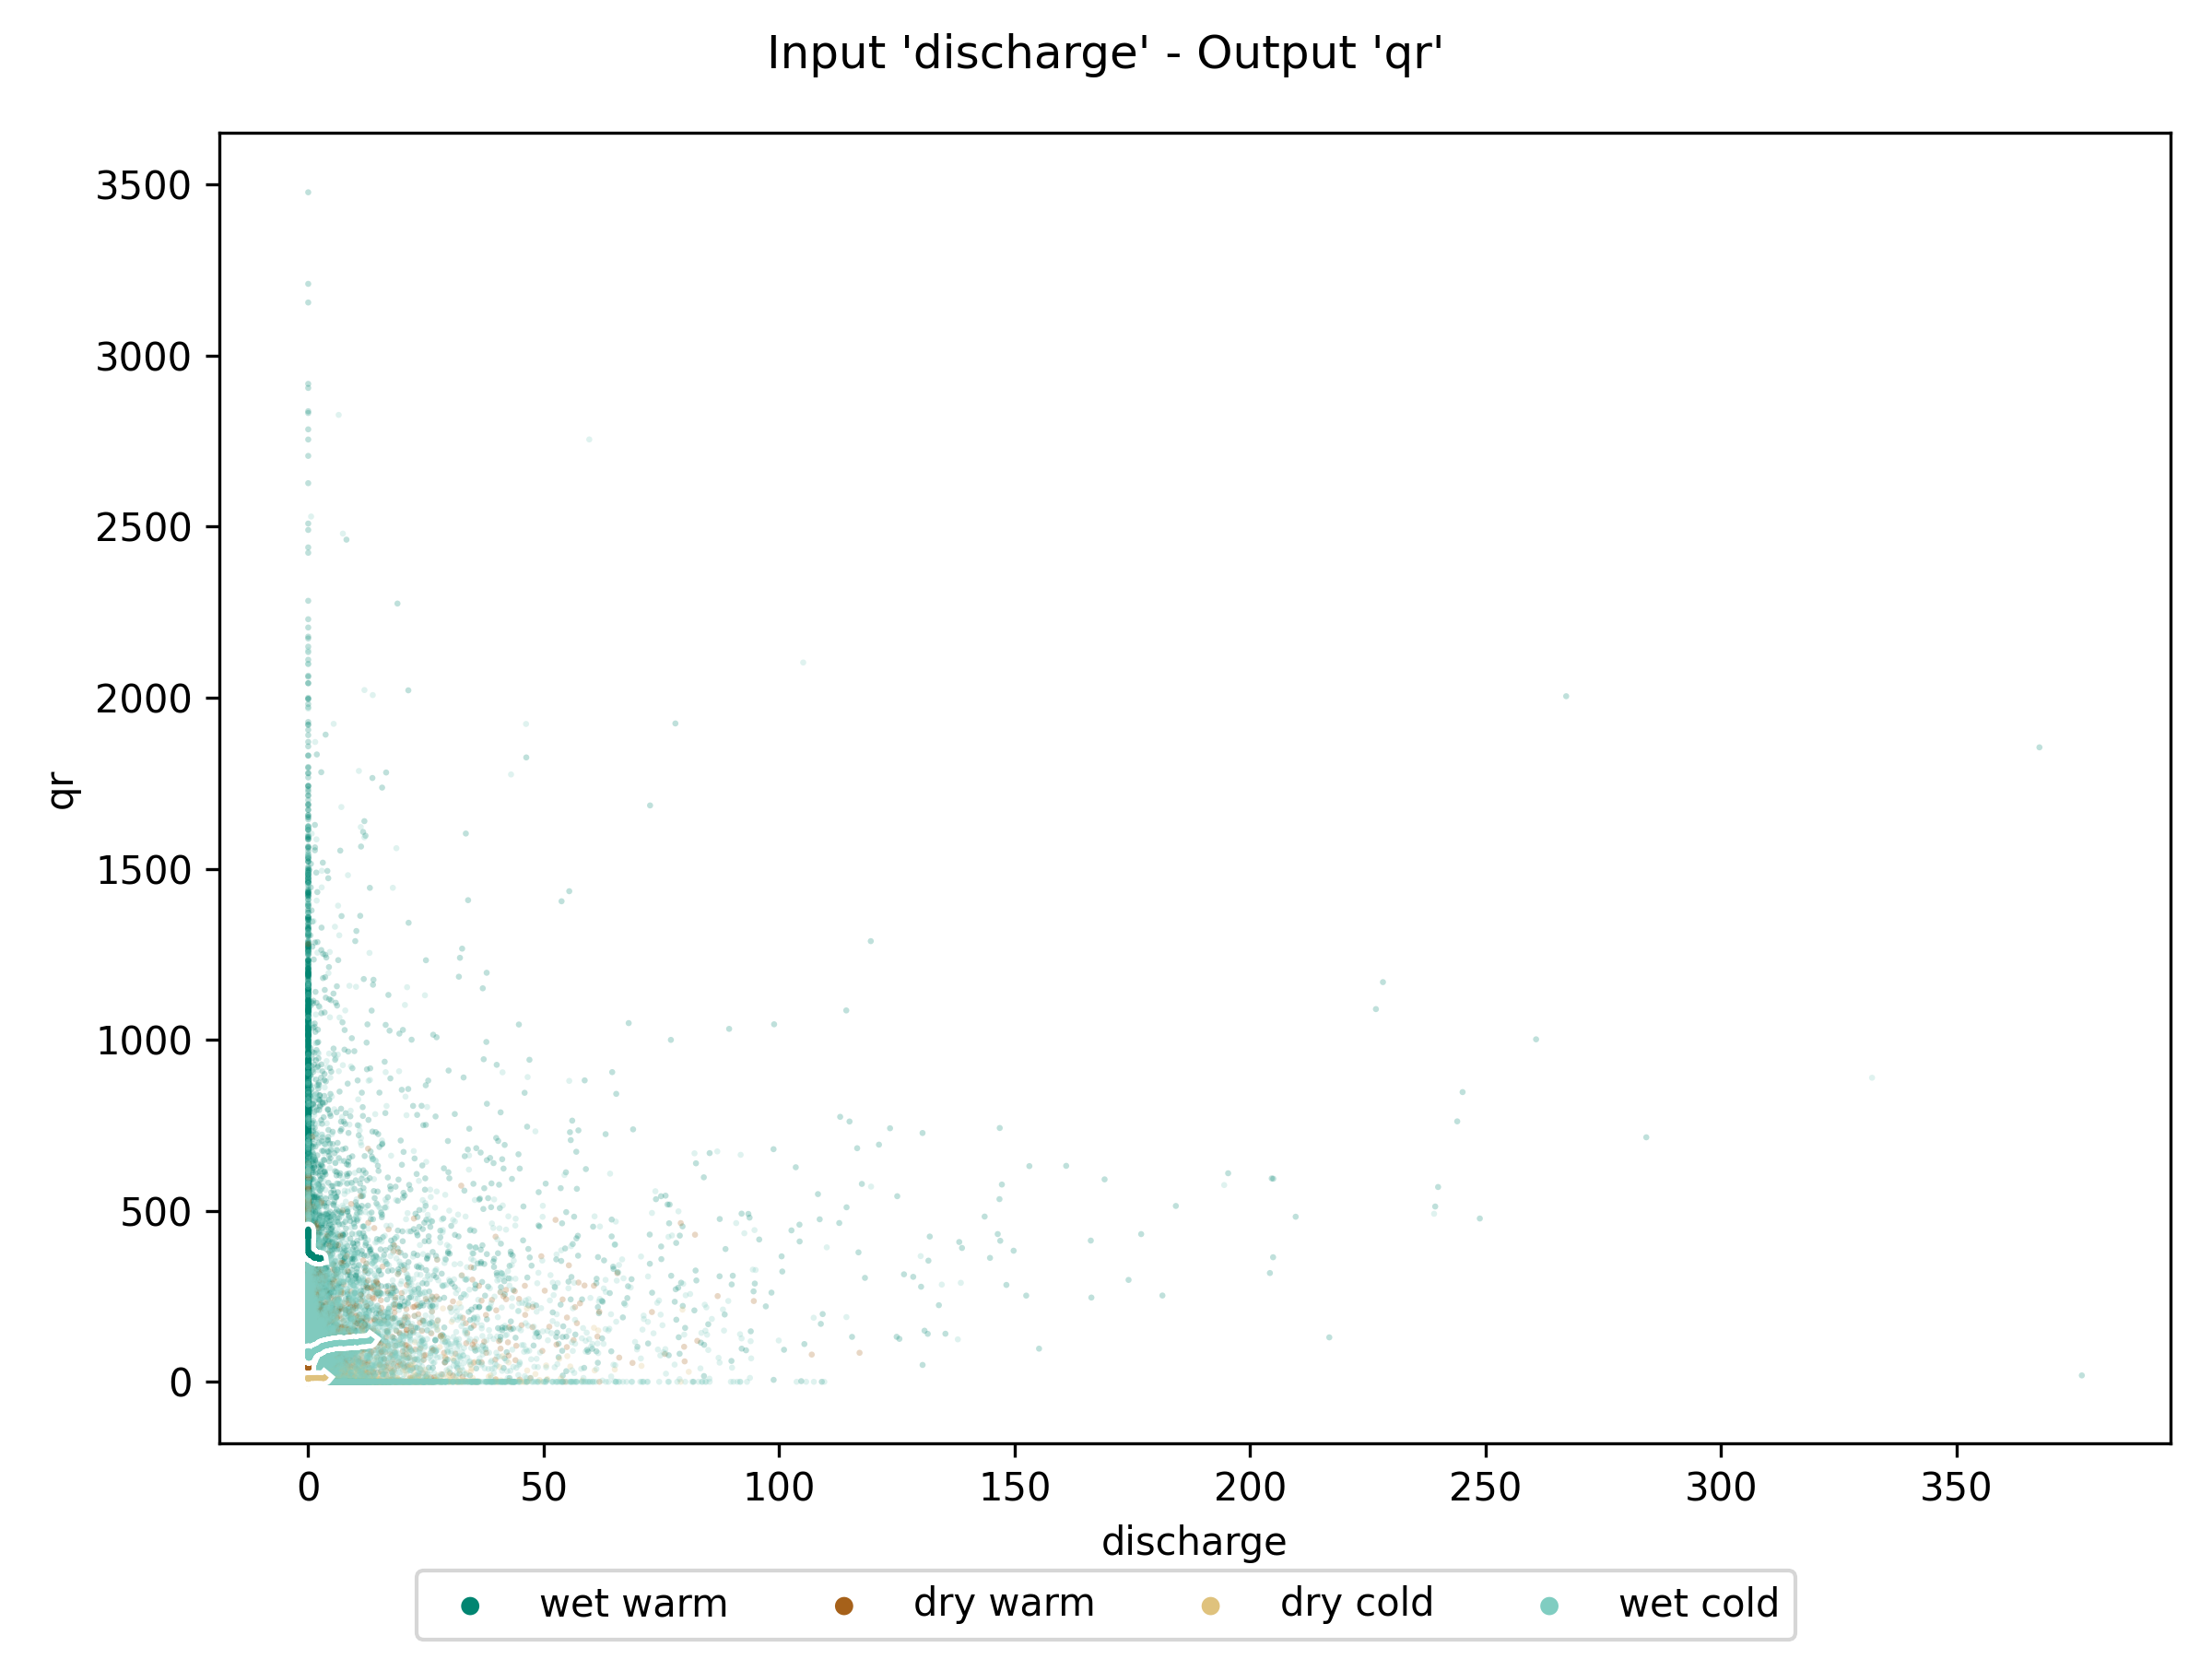 Input 'discharge' - Output 'qr'
3500
3000
2500
2000
1500
1000
500
0
qr
0 50 100 150 200 250 300 350
discharge
wet warm dry warm dry cold wet cold